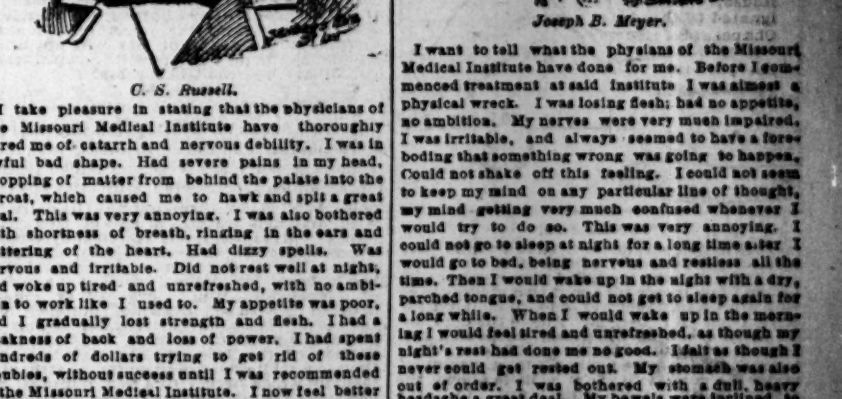 C. S. Russell.
I take pleasure in stating that the physicians of
e Missouri Medical Institute have thoroughly
red me of catarrh and nervous debility. I was in
ful bad shape. Had severe pains in my head,
opping of matter from behind the palate into the
roat, which caused me to hawk and spit a great
al. This was very annoying. I was also bothered
th shortness of breath, ringing in the ears and
ttering of the heart. Had dizzy spells. Was
rvous and irritable. Did not rest well at night,
d woke up tired and unrefreshed, with no ambi-
n to work like I used to. My appetite was poor,
d I gradually lost strength and flesh. I had a
akness of back and loss of power. I had spent
ndreds of dollars trying to get rid of these
ubles, without success until I was recommended
the Missouri Medical Institute. I now feel better
Joseph B. Meyer.
I want to tell what the physians of the Missouri
Medical Institute have done for me. Before I com-
menced treatment at said institute I was almost a
physical wreck. I was losing flesh; had no appetite,
no ambition. My nerves were very much impaired.
I was irritable, and always seemed to have a fore-
boding that something wrong was going to happen.
Could not shake off this feeling. I could not seem
to keep my mind on any particular line of thought,
my mind getting very much confused whenever I
would try to do so. This was very annoying. I
could not go to sleep at night for a long time after I
would go to bed, being nervous and restless all the
time. Then I would wake up in the night with a dry,
parched tongue, and could not get to sleep again for
a long while. When I would wake up in the morn-
ing I would feel tired and unrefreshed, as though my
night's rest had done me no good. I felt as though I
never could get rested out. My stomach was also
out of order. I was bothered with a dull, heavy
headache a great deal. My bowels were inclined to